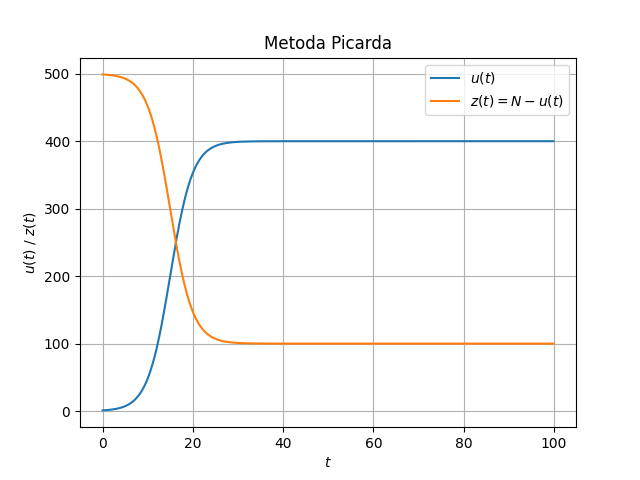 Metoda Picarda
u(t)
z(t) = N − u(t)
500
400
300
200
100
0
u(t) / z(t)
0 20 40 60 80 100
t